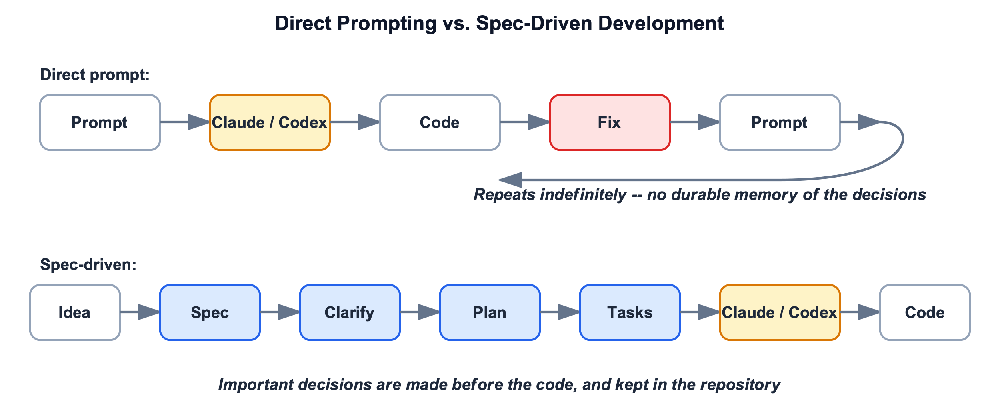 Direct Prompting vs. Spec-Driven Development
Direct prompt:
Prompt
Claude / Codex
Code
Fix
Prompt
Repeats indefinitely -- no durable memory of the decisions
Spec-driven:
Idea
Spec
Clarify
Plan
Tasks
Claude / Codex
Code
Important decisions are made before the code, and kept in the repository